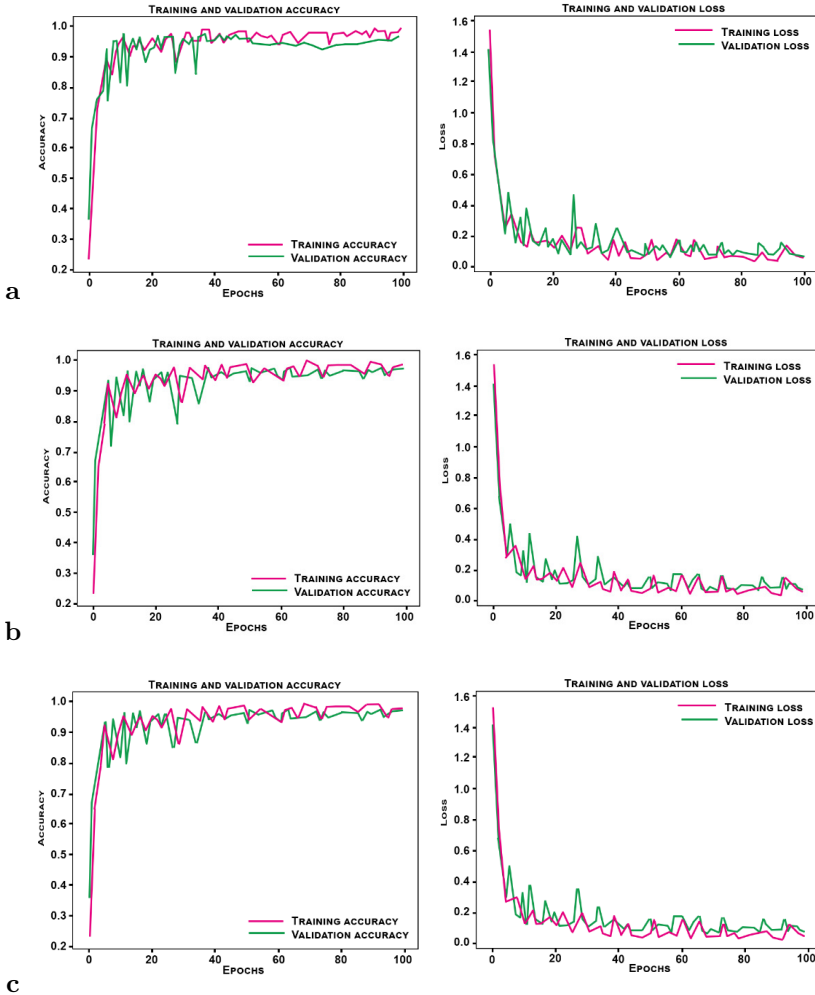 TRAINING AND VALIDATION ACCURACY
1.0
0.9
0.8
0.7
0.6
0.5
0.4
0.3
0.2
ACCURACY
TRAINING ACCURACY
VALIDATION ACCURACY
0 20 40 60 80 100
EPOCHS
TRAINING AND VALIDATION LOSS
1.6
1.4
1.2
1.0
0.8
0.6
0.4
0.2
0.0
LOSS
TRAINING LOSS
VALIDATION LOSS
0 20 40 60 80 100
EPOCHS
a
TRAINING AND VALIDATION ACCURACY
1.0
0.9
0.8
0.7
0.6
0.5
0.4
0.3
0.2
ACCURACY
TRAINING ACCURACY
VALIDATION ACCURACY
0 20 40 60 80 100
EPOCHS
TRAINING AND VALIDATION LOSS
1.6
1.4
1.2
1.0
0.8
0.6
0.4
0.2
0.0
LOSS
TRAINING LOSS
VALIDATION LOSS
0 20 40 60 80 100
EPOCHS
b
TRAINING AND VALIDATION ACCURACY
1.0
0.9
0.8
0.7
0.6
0.5
0.4
0.3
0.2
ACCURACY
TRAINING ACCURACY
VALIDATION ACCURACY
0 20 40 60 80 100
EPOCHS
TRAINING AND VALIDATION LOSS
1.6
1.4
1.2
1.0
0.8
0.6
0.4
0.2
0.0
LOSS
TRAINING LOSS
VALIDATION LOSS
0 20 40 60 80 100
EPOCHS
c